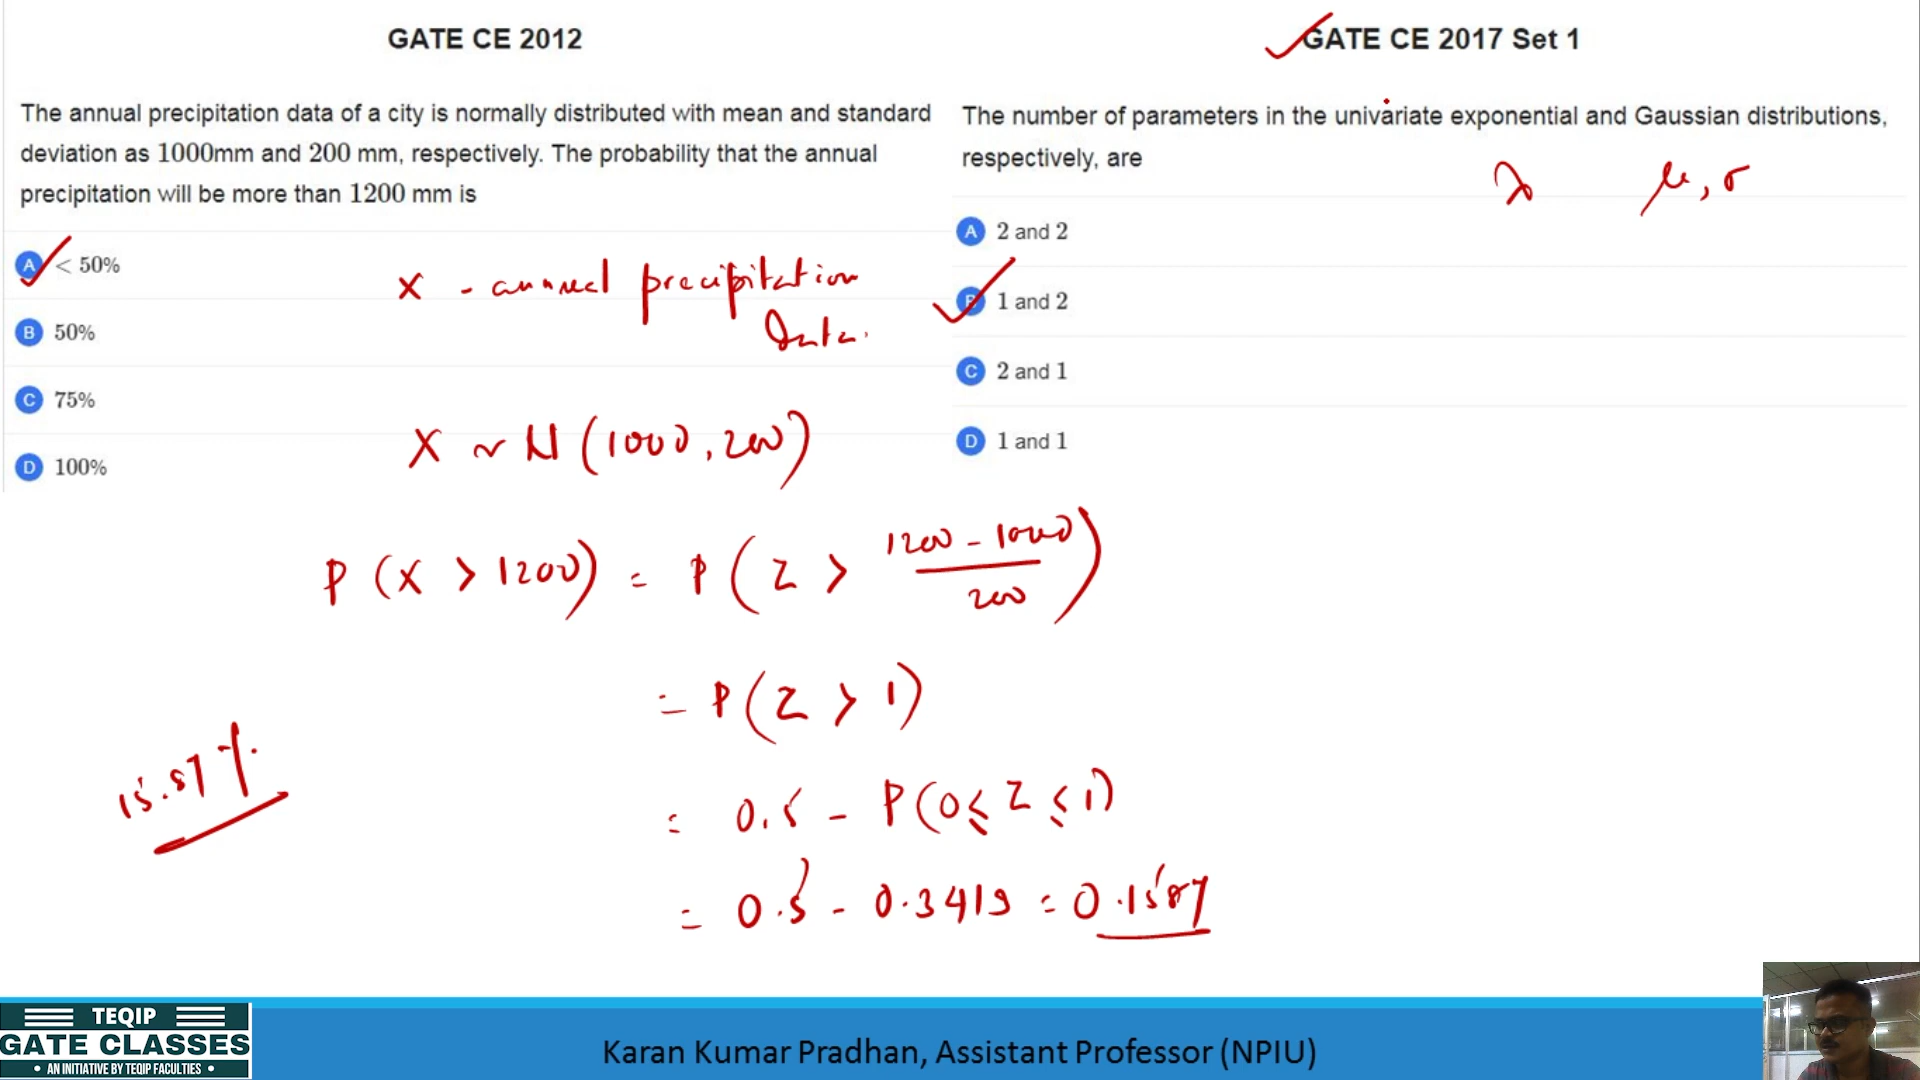 GATE CE 2012
The annual precipitation data of a city is normally distributed with mean and standard
deviation as 1000mm and 200 mm, respectively. The probability that the annual
precipitation will be more than 1200 mm is
A < 50%
B 50%
C 75%
D 100%
X - annual precipitation
Data.
X ~ N (1000, 200)
P (X > 1200) = P (Z > 1200 - 1000 / 200)
= P(Z > 1)
= 0.5 - P(0 ≤ Z ≤ 1)
= 0.5 - 0.3413 = 0.1587
15.87 %
GATE CE 2017 Set 1
The number of parameters in the univariate exponential and Gaussian distributions,
respectively, are
λ μ, σ
A 2 and 2
B 1 and 2
C 2 and 1
D 1 and 1
TEQIP
GATE CLASSES
• AN INITIATIVE BY TEQIP FACULTIES •
Karan Kumar Pradhan, Assistant Professor (NPIU)